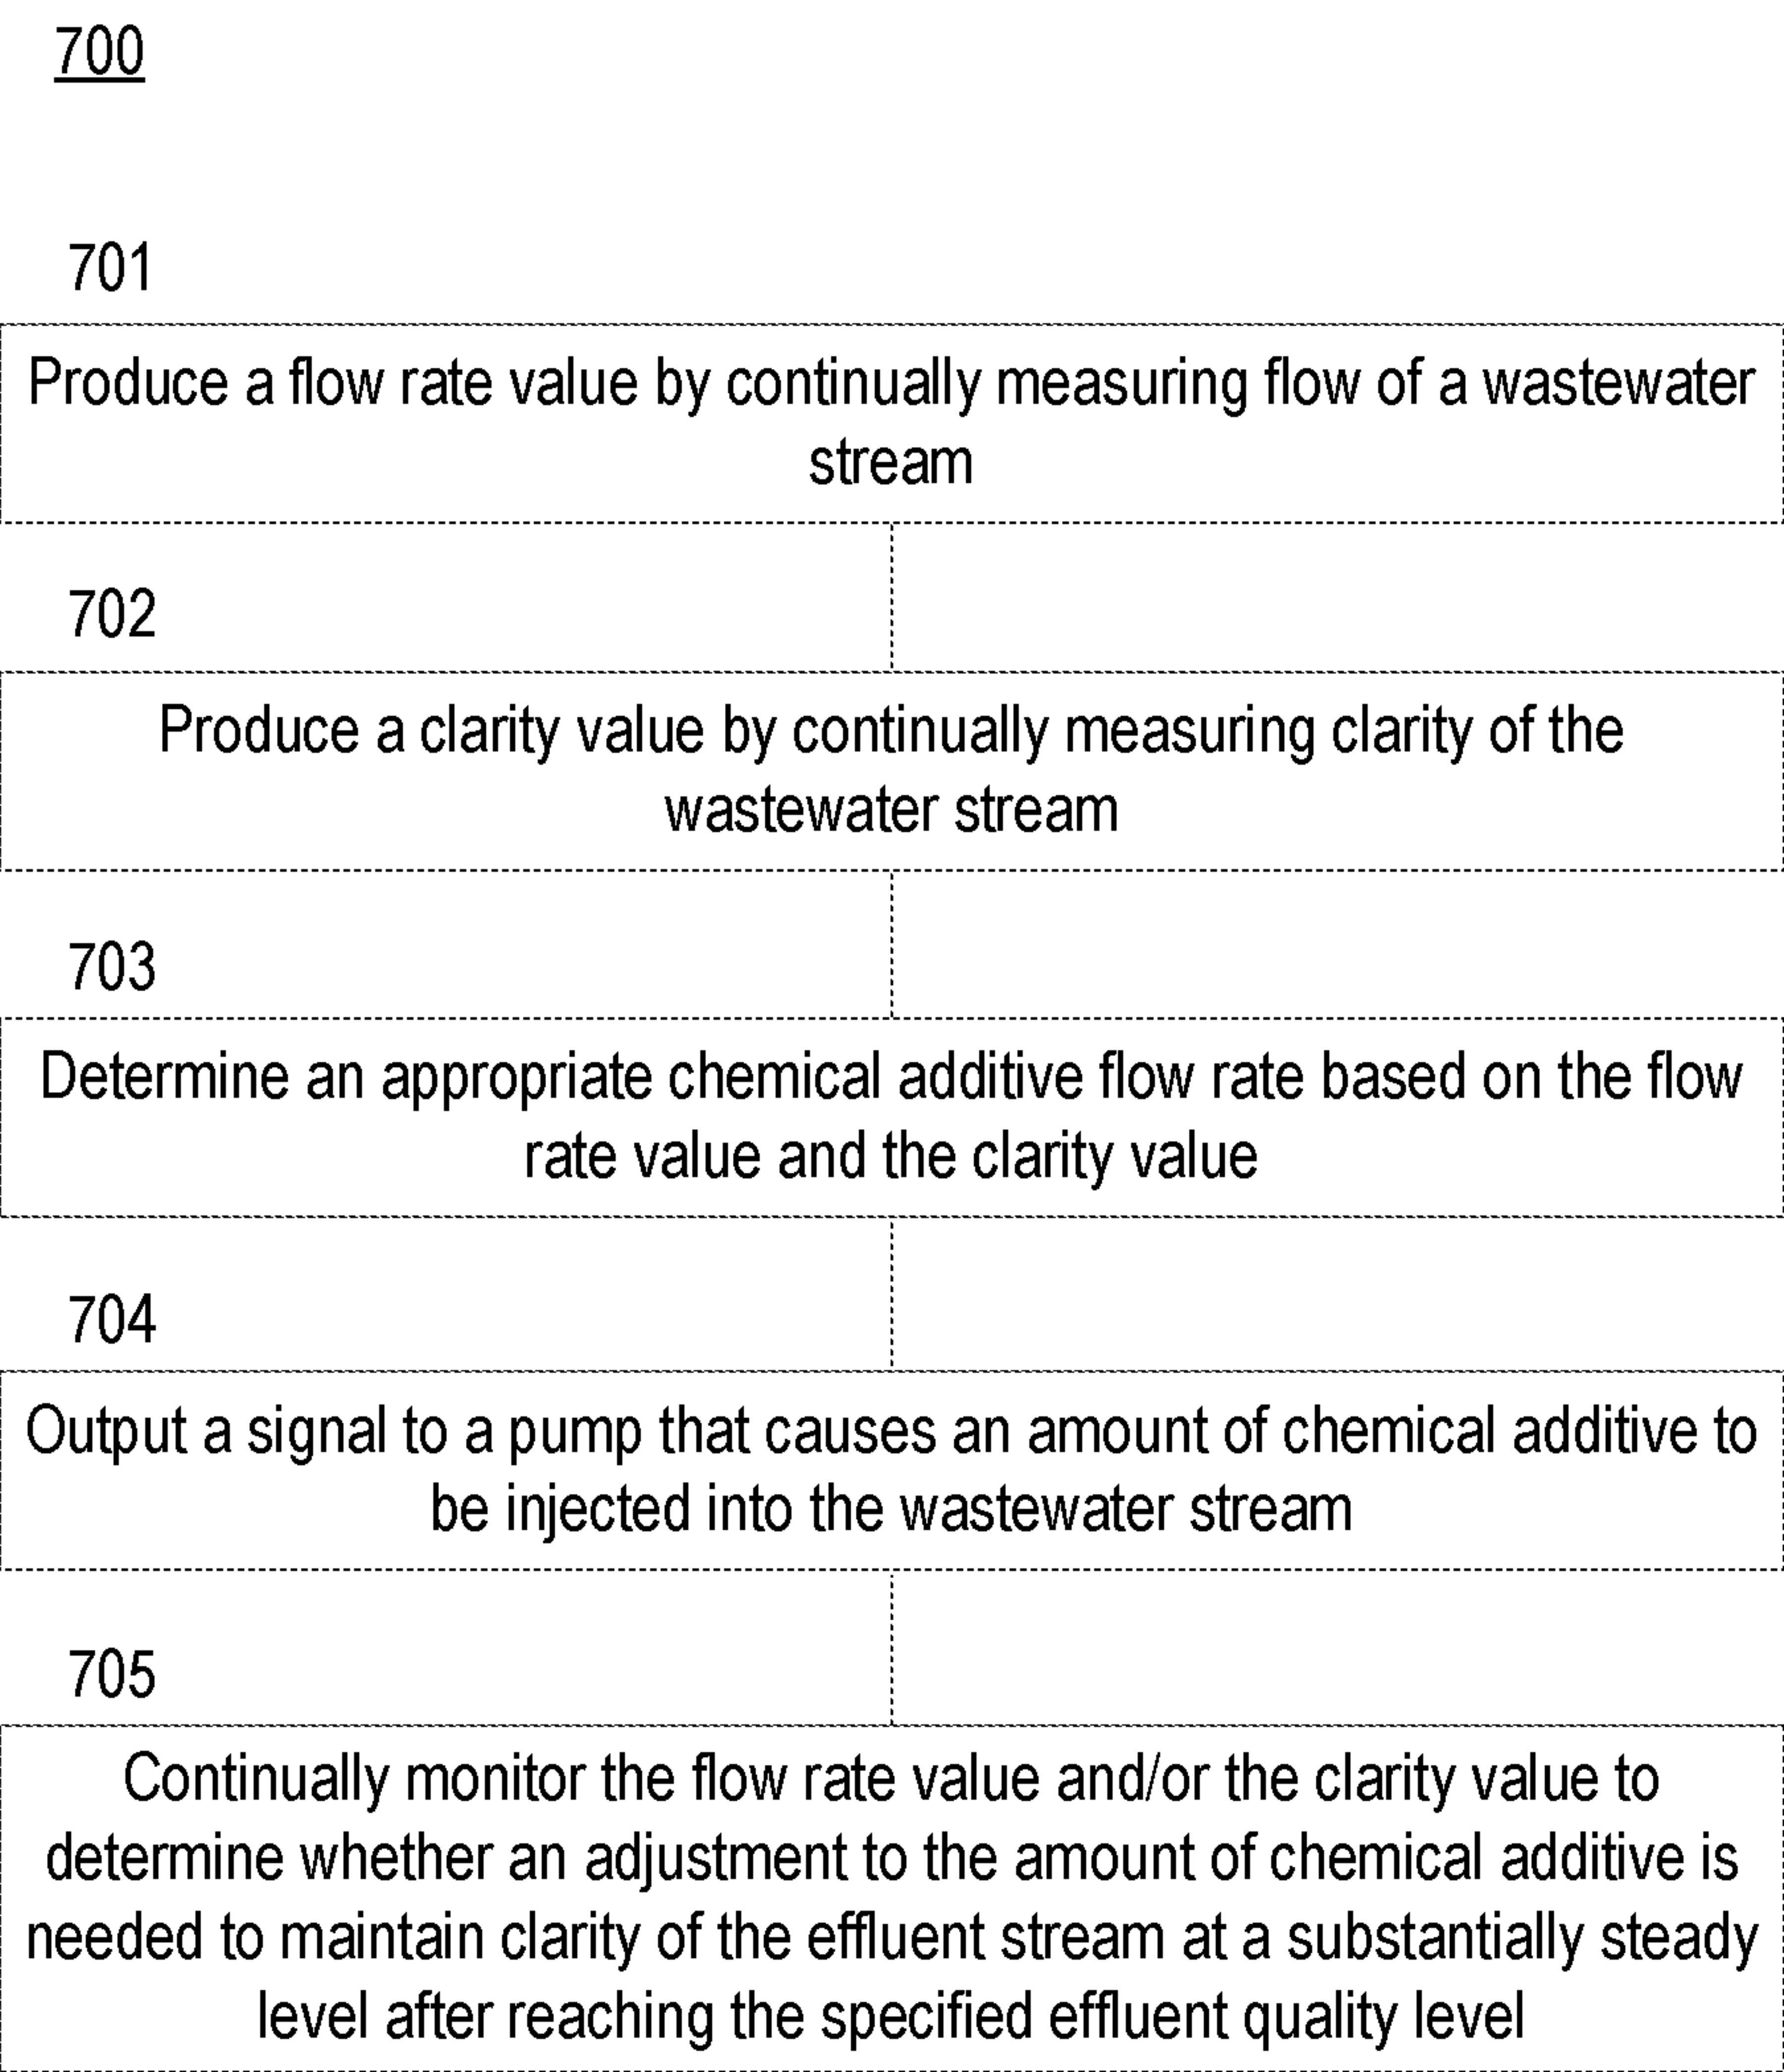 700
701
Produce a flow rate value by continually measuring flow of a wastewater
stream
702
Produce a clarity value by continually measuring clarity of the
wastewater stream
703
Determine an appropriate chemical additive flow rate based on the flow
rate value and the clarity value
704
Output a signal to a pump that causes an amount of chemical additive to
be injected into the wastewater stream
705
Continually monitor the flow rate value and/or the clarity value to
determine whether an adjustment to the amount of chemical additive is
needed to maintain clarity of the effluent stream at a substantially steady
level after reaching the specified effluent quality level